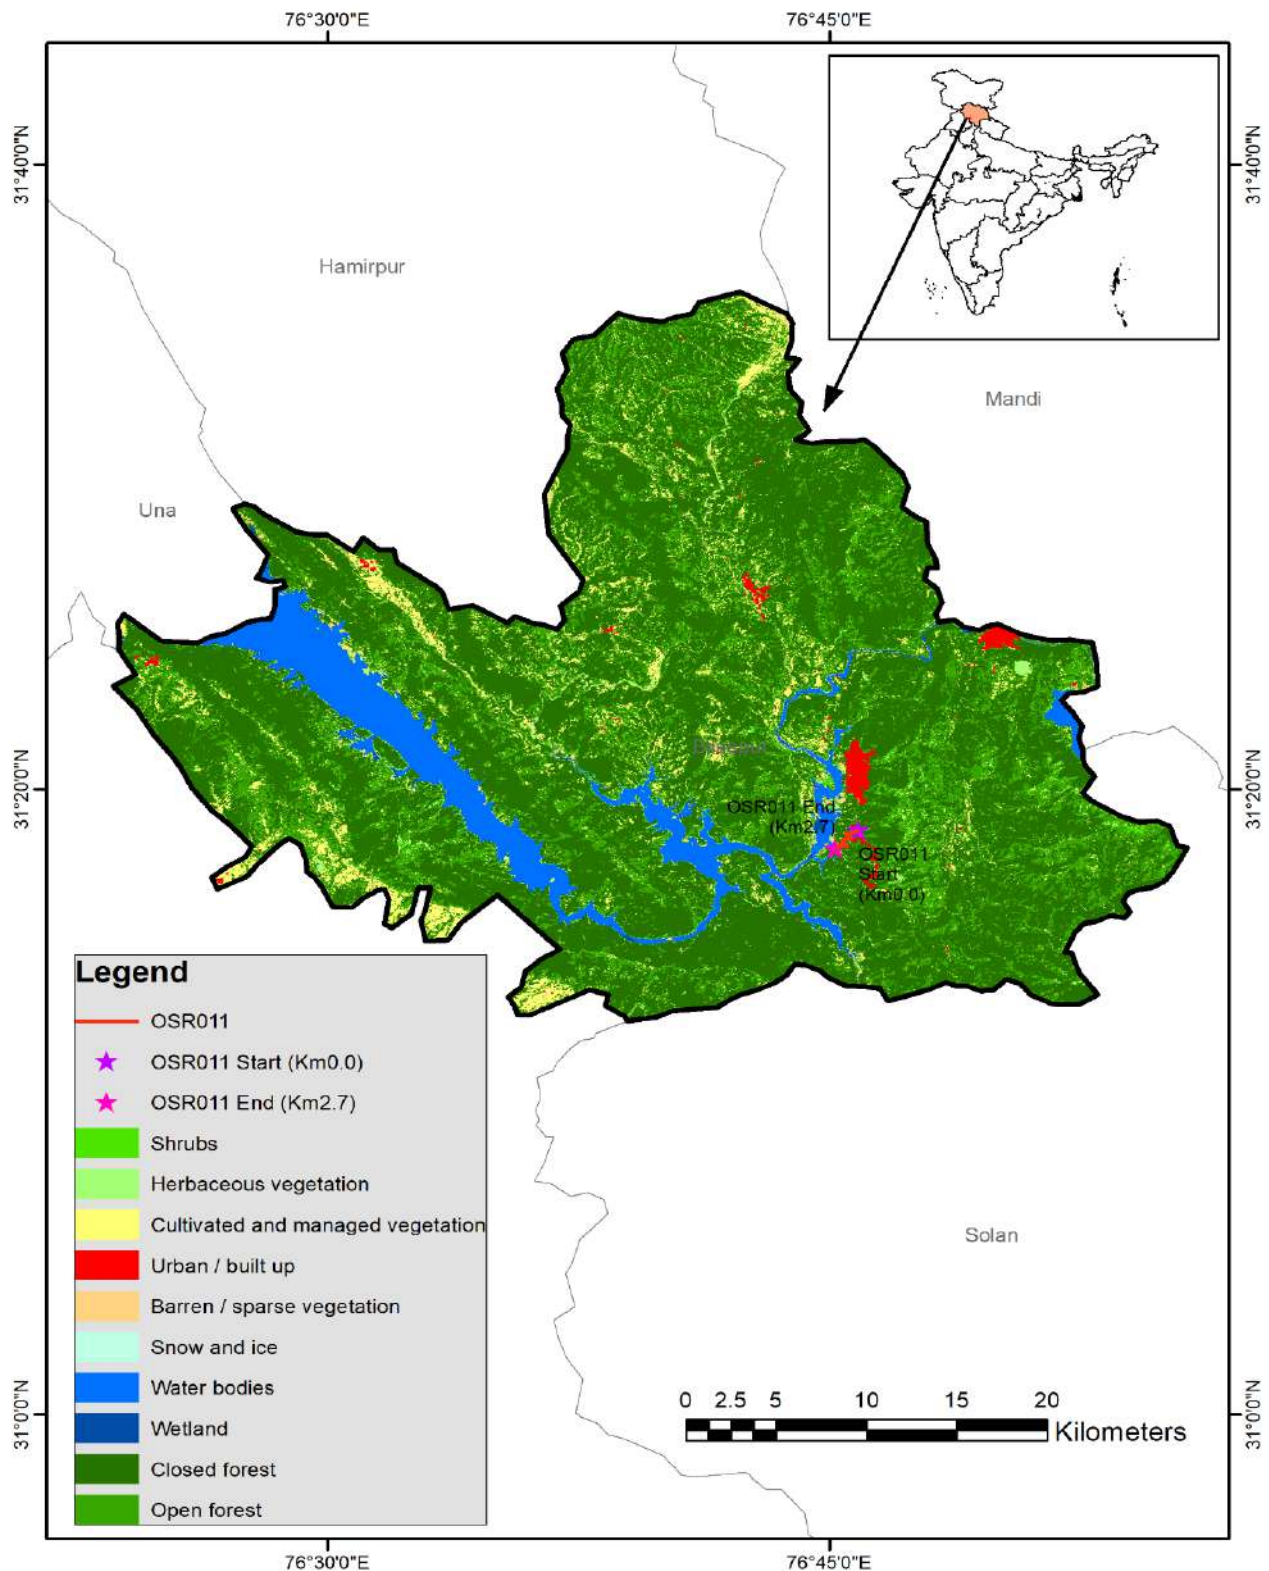 76°30'0"E
76°45'0"E
31°40'0"N
31°40'0"N
Hamirpur
Mandi
Una
Bilaspur
31°20'0"N
31°20'0"N
OSR011 End
(Km2.7)
OSR011
Start
(Km0.0)
Legend
OSR011
OSR011 Start (Km0.0)
OSR011 End (Km2.7)
Shrubs
Herbaceous vegetation
Cultivated and managed vegetation
Urban / built up
Barren / sparse vegetation
Snow and ice
Water bodies
Wetland
Closed forest
Open forest
Solan
0 2.5 5 10 15 20
Kilometers
31°0'0"N
31°0'0"N
76°30'0"E
76°45'0"E